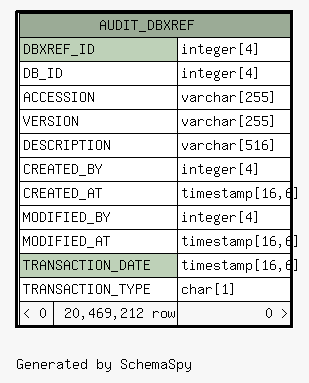 AUDIT_DBXREF
DBXREF_ID integer[4]
DB_ID integer[4]
ACCESSION varchar[255]
VERSION varchar[255]
DESCRIPTION varchar[516]
CREATED_BY integer[4]
CREATED_AT timestamp[16,6]
MODIFIED_BY integer[4]
MODIFIED_AT timestamp[16,6]
TRANSACTION_DATE timestamp[16,6]
TRANSACTION_TYPE char[1]
< 0 20,469,212 row 0 >
Generated by SchemaSpy